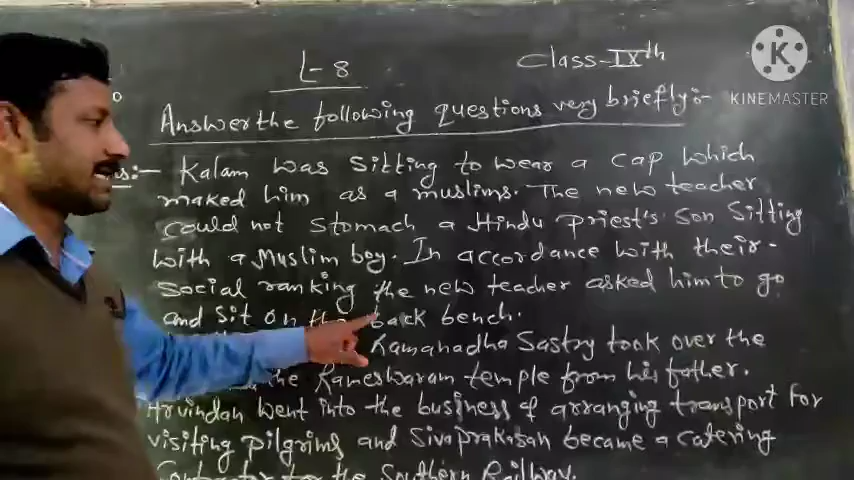 L-8
Class-IXth
KINEMASTER
Answer the following questions very briefly:-
s:- Kalam was sitting to wear a cap which
maked him as a muslims. The new teacher
could not stomach a Hindu priest's son sitting
with a Muslim boy. In accordance with their-
social ranking the new teacher asked him to go
and sit on the back bench.
Ramanadha Sastry took over the
the Rameswaram temple from his father.
Arvindan went into the business of arranging transport for
visiting pilgrims and Sivaprakasan became a catering
Contractor for the Southern Railway.